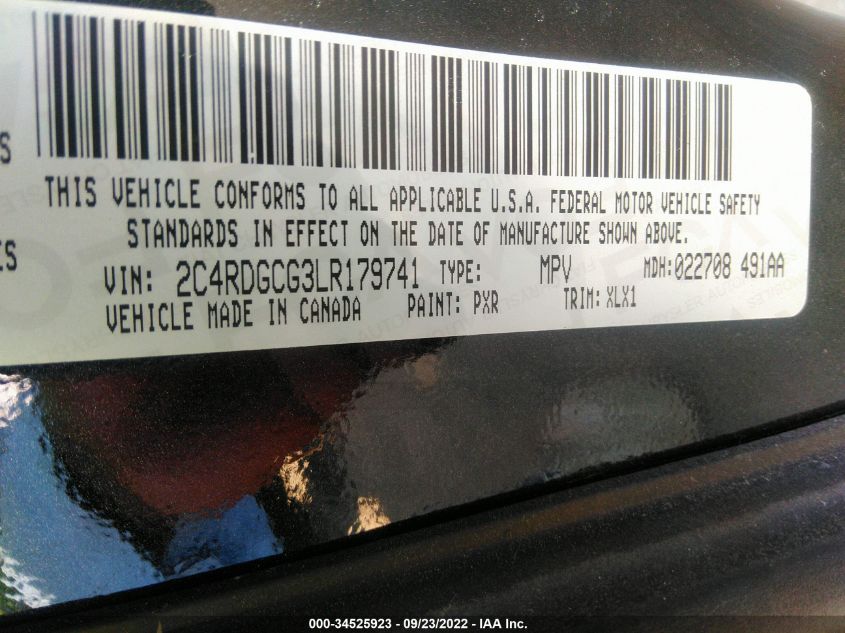 S
THIS VEHICLE CONFORMS TO ALL APPLICABLE U.S.A. FEDERAL MOTOR VEHICLE SAFETY
STANDARDS IN EFFECT ON THE DATE OF MANUFACTURE SHOWN ABOVE.
ES
VIN: 2C4RDGCG3LR179741 TYPE: MPV MDH:022708 491AA
VEHICLE MADE IN CANADA PAINT: PXR TRIM: XLX1
000-34525923 - 09/23/2022 - IAA Inc.